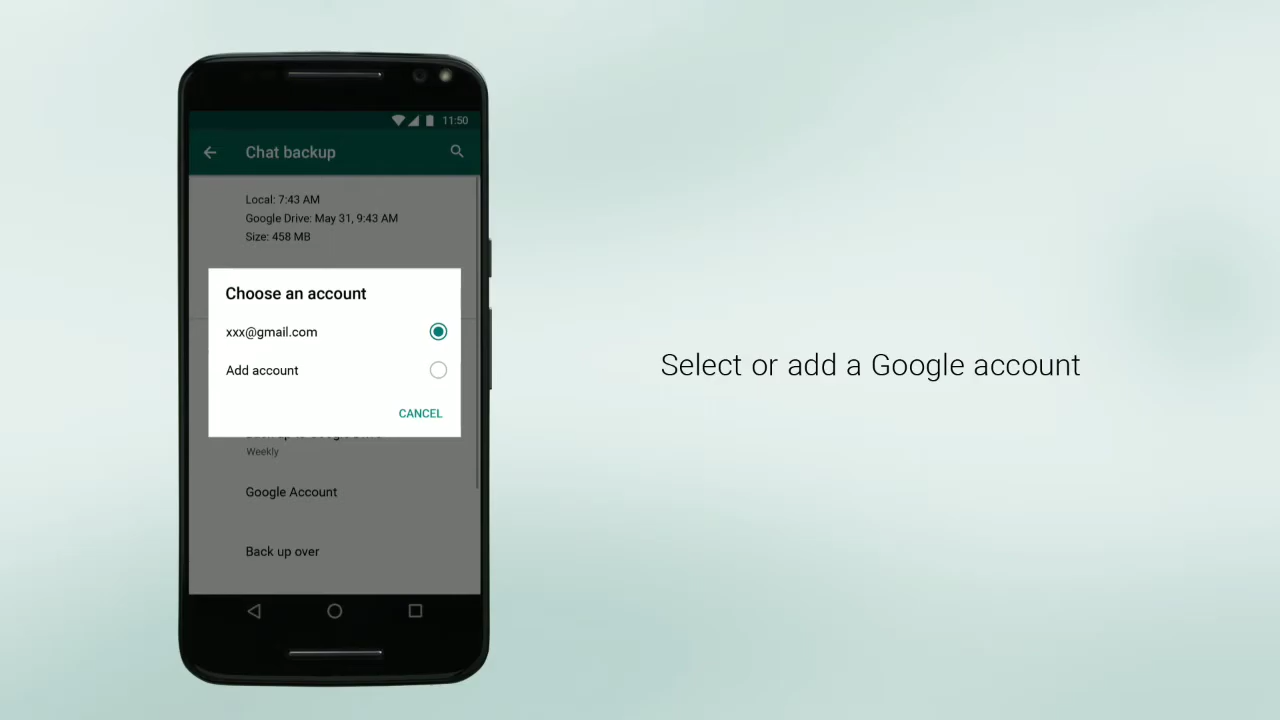 11:50
Chat backup
Local: 7:43 AM
Google Drive: May 31, 9:43 AM
Size: 458 MB
Choose an account
xxx@gmail.com
Add account
CANCEL
Weekly
Google Account
Back up over
Select or add a Google account